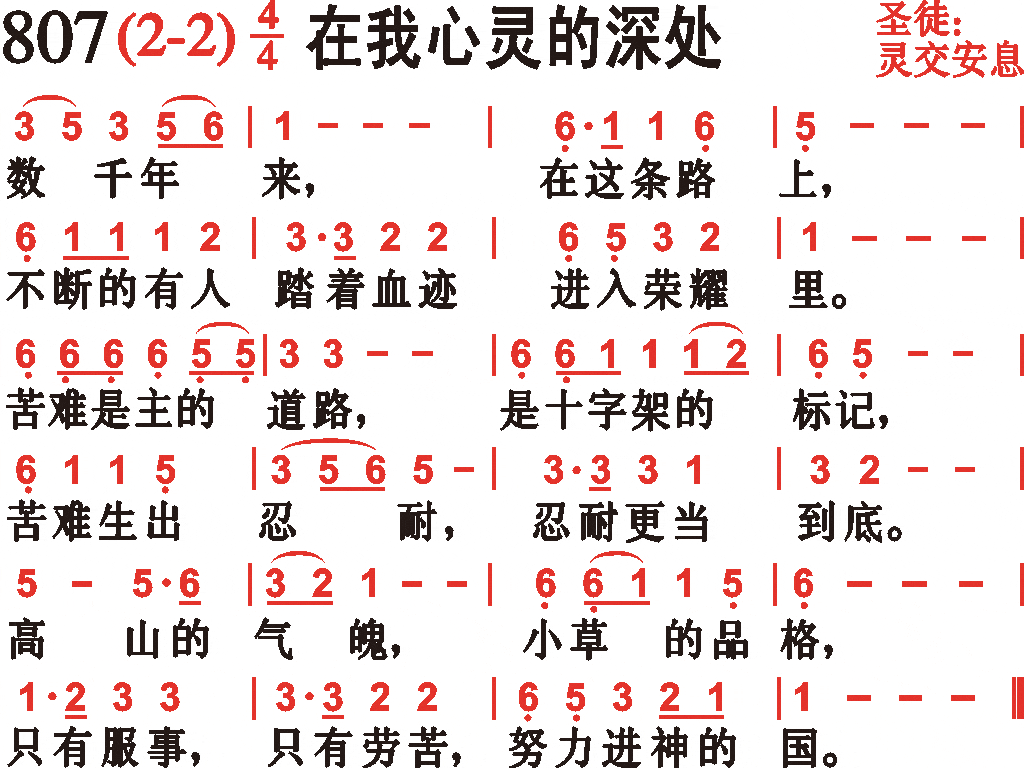 807 (2-2) 4/4 在我心灵的深处 圣徒：
灵交安息
3 5 3 5 6 | 1 - - - | 6·1 1 6 | 5 - - - |
数 千年 来， 在这条路 上，
6 1 1 1 2 | 3·3 2 2 | 6 5 3 2 | 1 - - - |
不断的有人 踏着血迹 进入荣耀 里。
6 6 6 6 5 5 | 3 3 - - | 6 6 1 1 1 2 | 6 5 - - |
苦难是主的 道路， 是十字架的 标记，
6 1 1 5 | 3 5 6 5 - | 3·3 3 1 | 3 2 - - |
苦难生出 忍 耐， 忍耐更当 到底。
5 - 5·6 | 3 2 1 - - | 6 6 1 1 5 | 6 - - - |
高 山的 气 魄， 小草 的品 格，
1·2 3 3 | 3·3 2 2 | 6 5 3 2 1 | 1 - - - ‖
只有服事， 只有劳苦， 努力进神的 国。